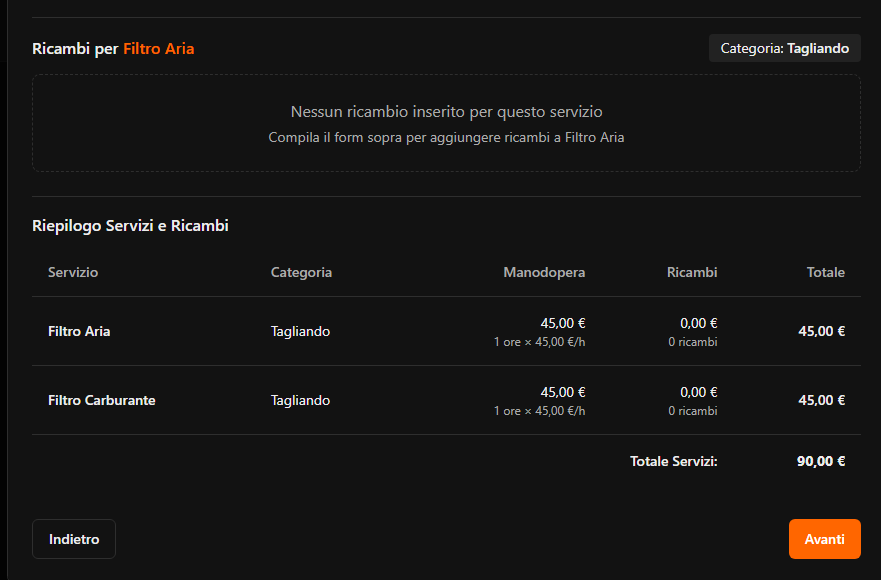 Ricambi per Filtro Aria
Categoria: Tagliando
Nessun ricambio inserito per questo servizio
Compila il form sopra per aggiungere ricambi a Filtro Aria
Riepilogo Servizi e Ricambi
Servizio Categoria Manodopera Ricambi Totale
Filtro Aria Tagliando 45,00 € 0,00 € 45,00 €
1 ore × 45,00 €/h 0 ricambi
Filtro Carburante Tagliando 45,00 € 0,00 € 45,00 €
1 ore × 45,00 €/h 0 ricambi
Totale Servizi: 90,00 €
Indietro Avanti